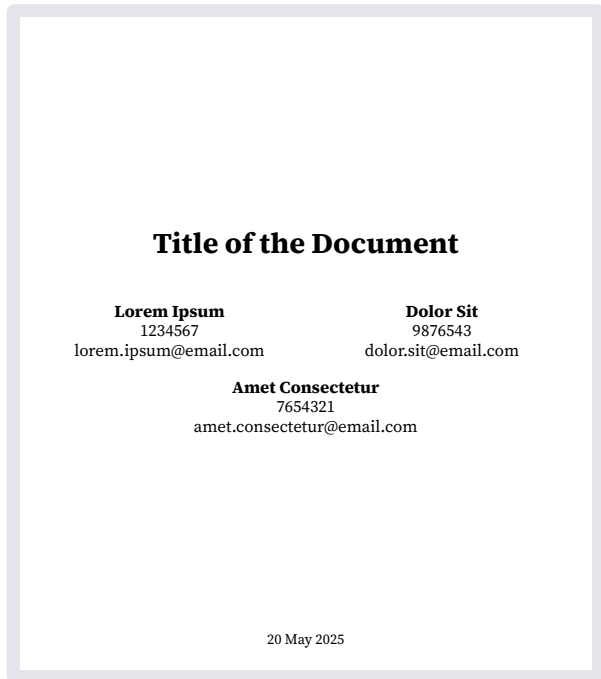 Title of the Document
Lorem Ipsum
1234567
lorem.ipsum@email.com
Dolor Sit
9876543
dolor.sit@email.com
Amet Consectetur
7654321
amet.consectetur@email.com
20 May 2025